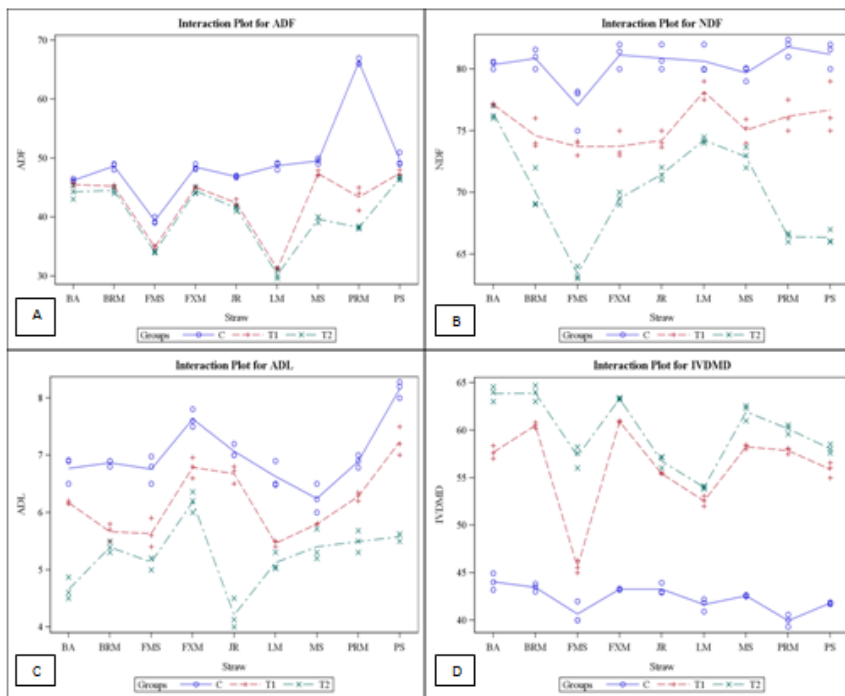 Interaction Plot for ADF
70
60
50
40
30
ADF
BA BRM FMS FXM JR LM MS PRM PS
Straw
Groups C T1 T2
A
Interaction Plot for NDF
80
75
70
65
NDF
BA BRM FMS FXM JR LM MS PRM PS
Straw
Groups C T1 T2
B
Interaction Plot for ADL
8
7
6
5
4
ADL
BA BRM FMS FXM JR LM MS PRM PS
Straw
Groups C T1 T2
C
Interaction Plot for IVDMD
65
60
55
50
45
40
IVDMD
BA BRM FMS FXM JR LM MS PRM PS
Straw
Groups C T1 T2
D